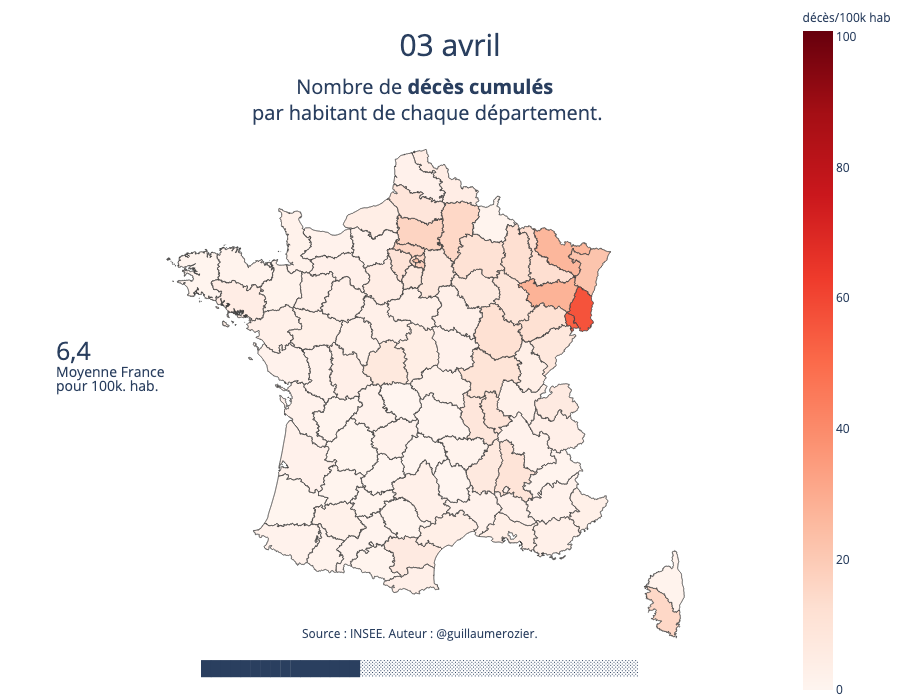 03 avril
Nombre de décès cumulés
par habitant de chaque département.
décès/100k hab
100
80
60
40
20
0
6,4
Moyenne France
pour 100k. hab.
Source : INSEE. Auteur : @guillaumerozier.